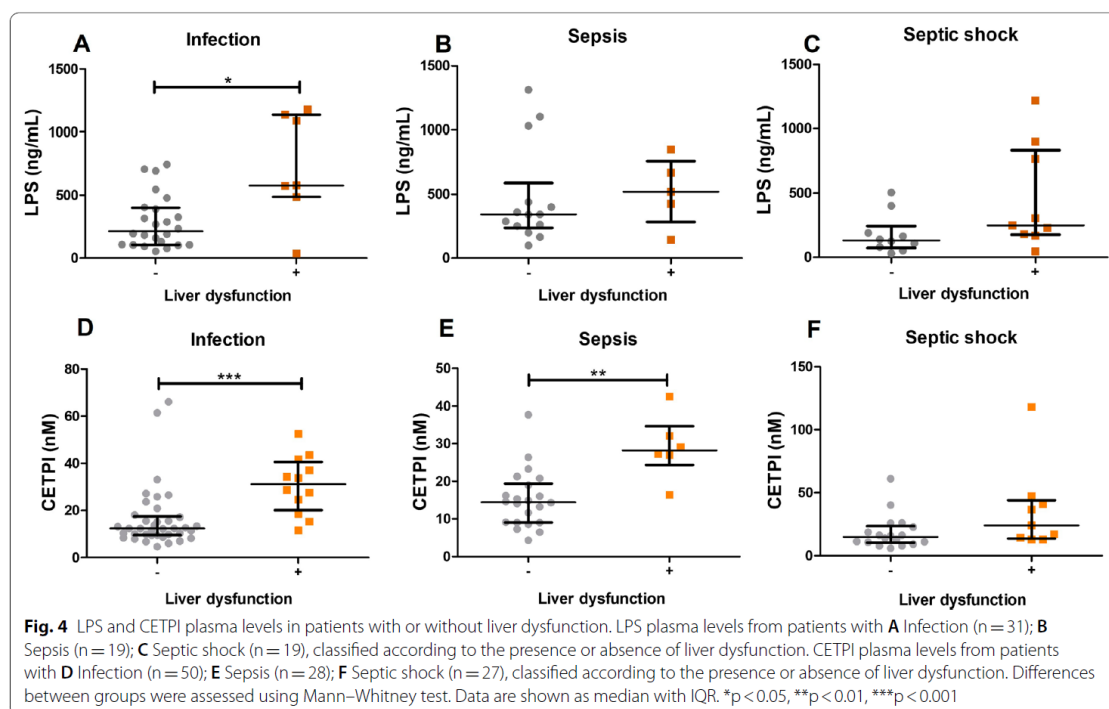 A
Infection
*
LPS (ng/mL)
1500
1000
500
0
-
+
Liver dysfunction
B
Sepsis
LPS (ng/mL)
1500
1000
500
0
-
+
Liver dysfunction
C
Septic shock
LPS (ng/mL)
1500
1000
500
0
-
+
Liver dysfunction
D
Infection
***
CETPI (nM)
80
60
40
20
0
-
+
Liver dysfunction
E
Sepsis
**
CETPI (nM)
50
40
30
20
10
0
-
+
Liver dysfunction
F
Septic shock
CETPI (nM)
150
100
50
0
-
+
Liver dysfunction
Fig. 4 LPS and CETPI plasma levels in patients with or without liver dysfunction. LPS plasma levels from patients with A Infection (n = 31); B
Sepsis (n = 19); C Septic shock (n = 19), classified according to the presence or absence of liver dysfunction. CETPI plasma levels from patients
with D Infection (n = 50); E Sepsis (n = 28); F Septic shock (n = 27), classified according to the presence or absence of liver dysfunction. Differences
between groups were assessed using Mann–Whitney test. Data are shown as median with IQR. *p < 0.05, **p < 0.01, ***p < 0.001